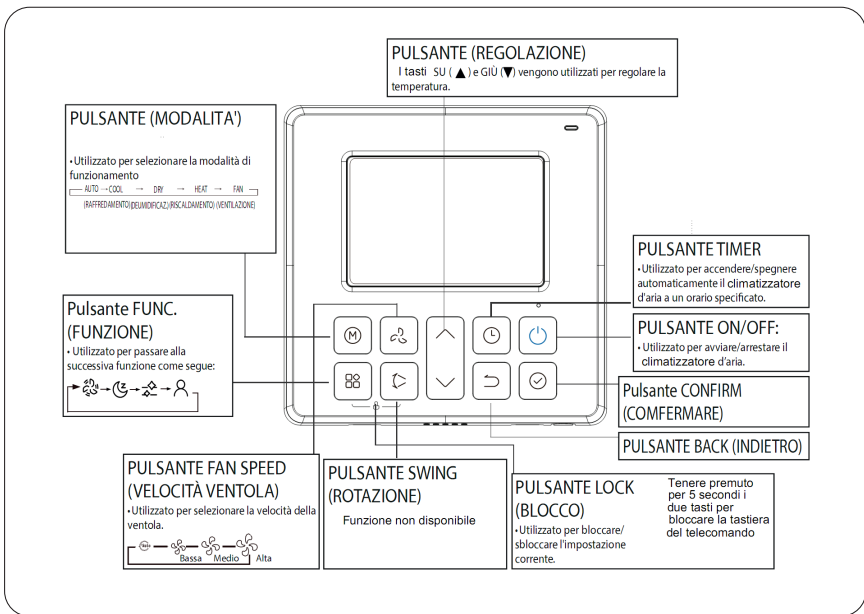 PULSANTE (REGOLAZIONE)
I tasti SU ( ▲ ) e GIÙ (▼) vengono utilizzati per regolare la
temperatura.
PULSANTE (MODALITA')
•Utilizzato per selezionare la modalità di
funzionamento
AUTO → COOL → DRY → HEAT → FAN
(RAFFREDAMENTO) (DEUMIDIFICAZ.) (RISCALDAMENTO) (VENTILAZIONE)
PULSANTE TIMER
•Utilizzato per accendere/spegnere
automaticamente il climatizzatore
d'aria a un orario specificato.
Pulsante FUNC.
(FUNZIONE)
• Utilizzato per passare alla
successiva funzione come segue:
M
PULSANTE ON/OFF:
• Utilizzato per avviare/arrestare il
climatizzatore d'aria.
Pulsante CONFIRM
(COMFERMARE)
PULSANTE BACK (INDIETRO)
PULSANTE FAN SPEED
(VELOCITÀ VENTOLA)
•Utilizzato per selezionare la velocità della
ventola.
Bassa Medio Alta
PULSANTE SWING
(ROTAZIONE)
Funzione non disponibile
PULSANTE LOCK
(BLOCCO)
•Utilizzato per bloccare/
sbloccare l'impostazione
corrente.
Tenere premuto
per 5 secondi i
due tasti per
bloccare la tastiera
del telecomando